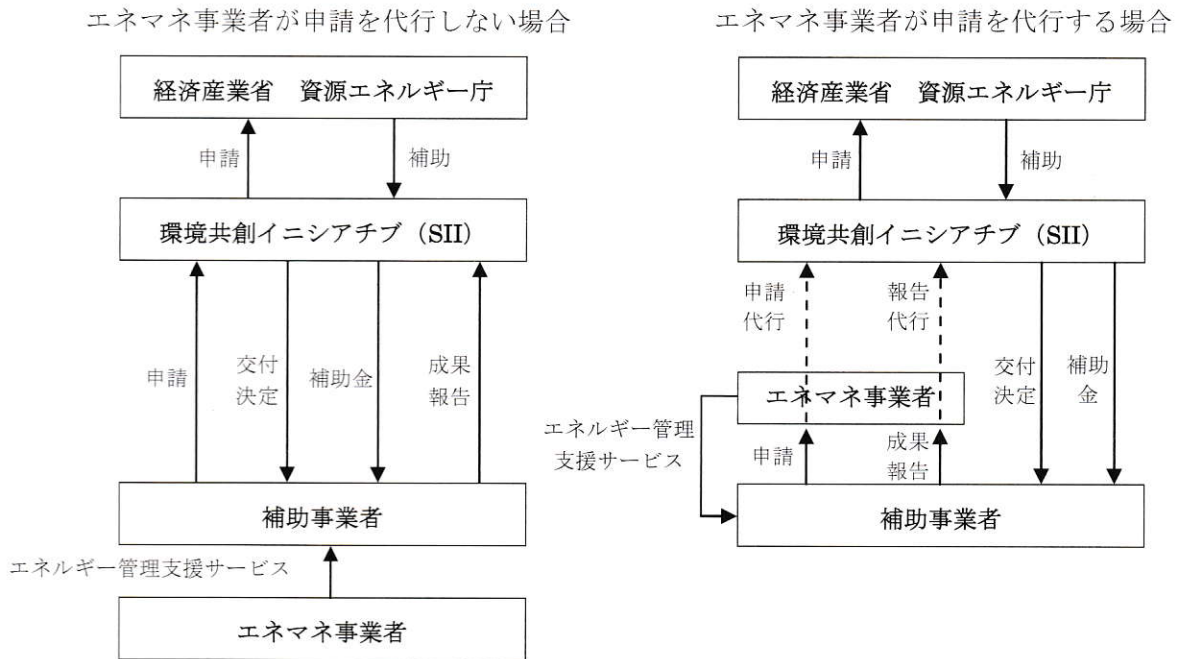 エネマネ事業者が申請を代行しない場合
経済産業省 資源エネルギー庁
申請
補助
環境共創イニシアチブ（SII）
申請
交付
決定
補助金
成果
報告
補助事業者
エネルギー管理支援サービス
エネマネ事業者
エネマネ事業者が申請を代行する場合
経済産業省 資源エネルギー庁
申請
補助
環境共創イニシアチブ（SII）
申請
代行
報告
代行
交付
決定
補助
金
エネマネ事業者
エネルギー管理
支援サービス
申請
成果
報告
補助事業者